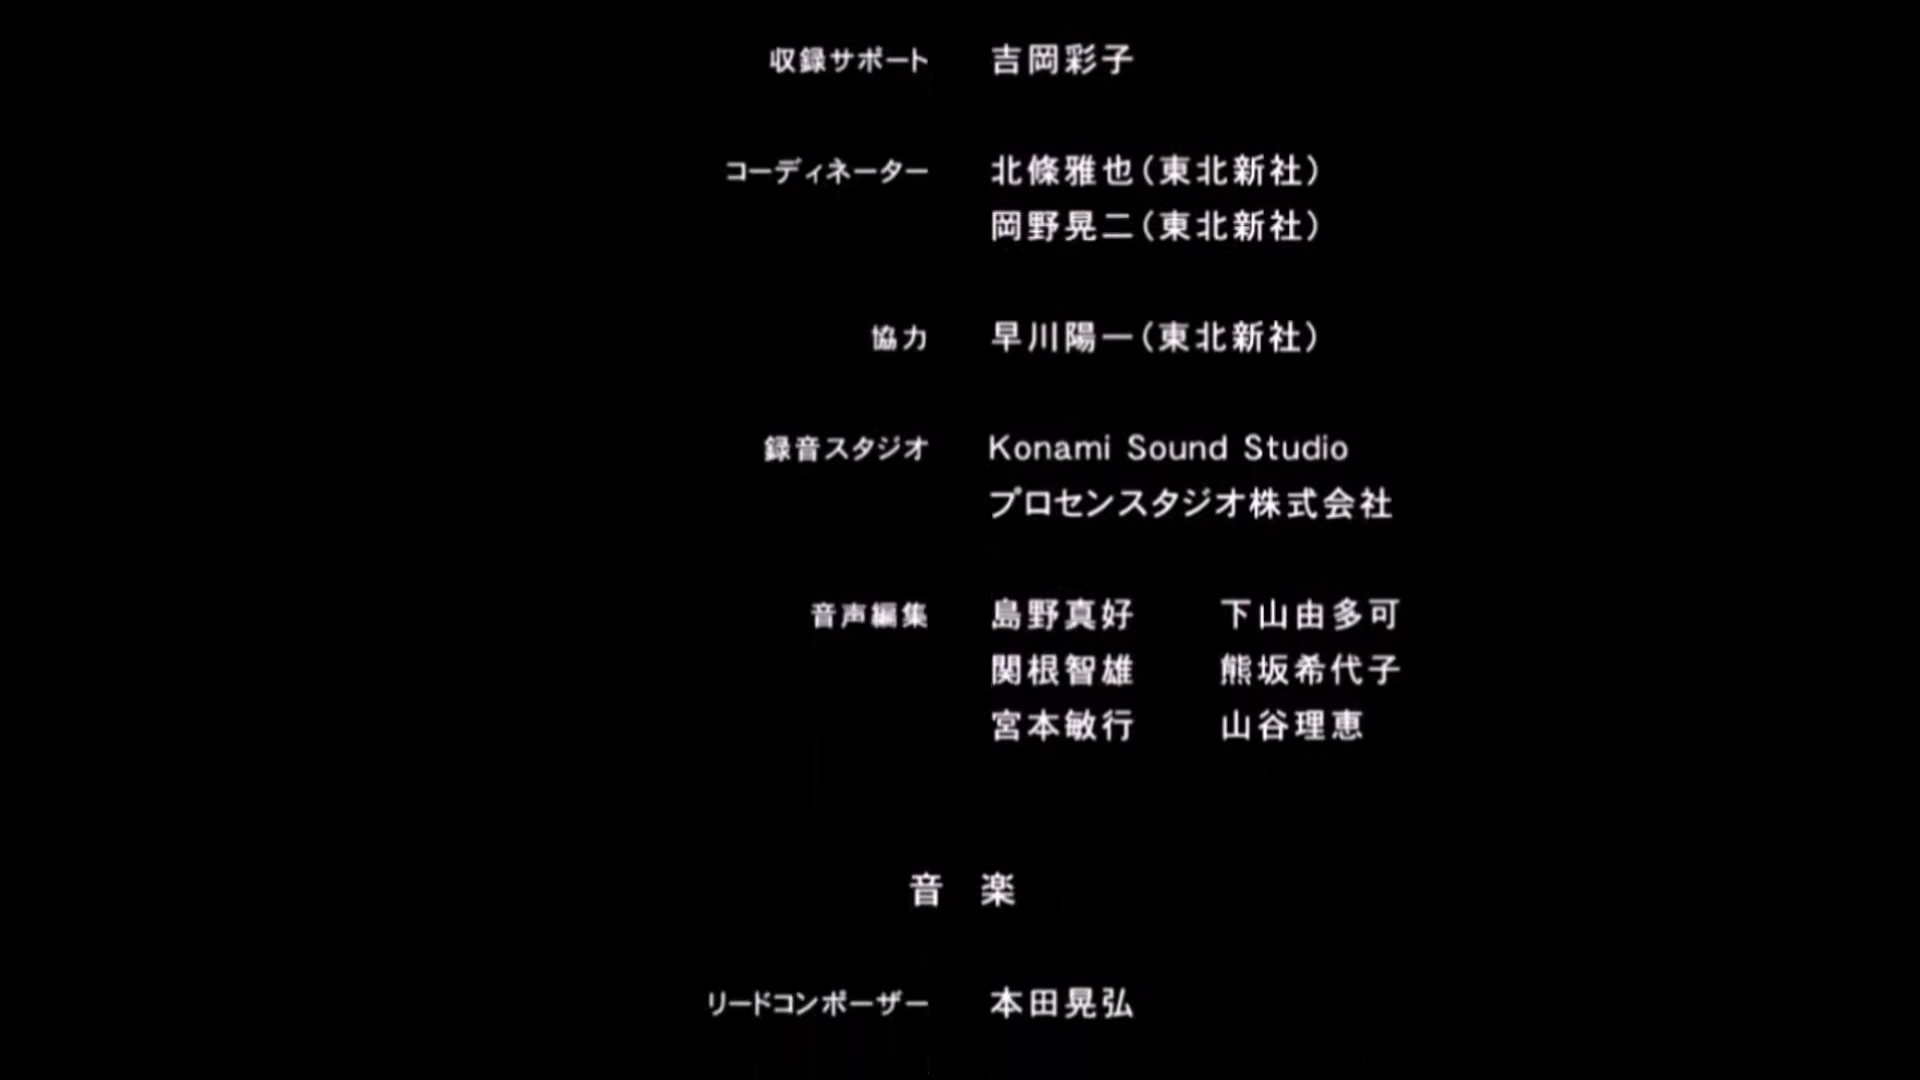 収録サポート 吉岡彩子
コーディネーター 北條雅也(東北新社)
岡野晃二(東北新社)
協力 早川陽一(東北新社)
録音スタジオ Konami Sound Studio
プロセンスタジオ株式会社
音声編集 島野真好 下山由多可
関根智雄 熊坂希代子
宮本敏行 山谷理恵
音 楽
リードコンポーザー 本田晃弘